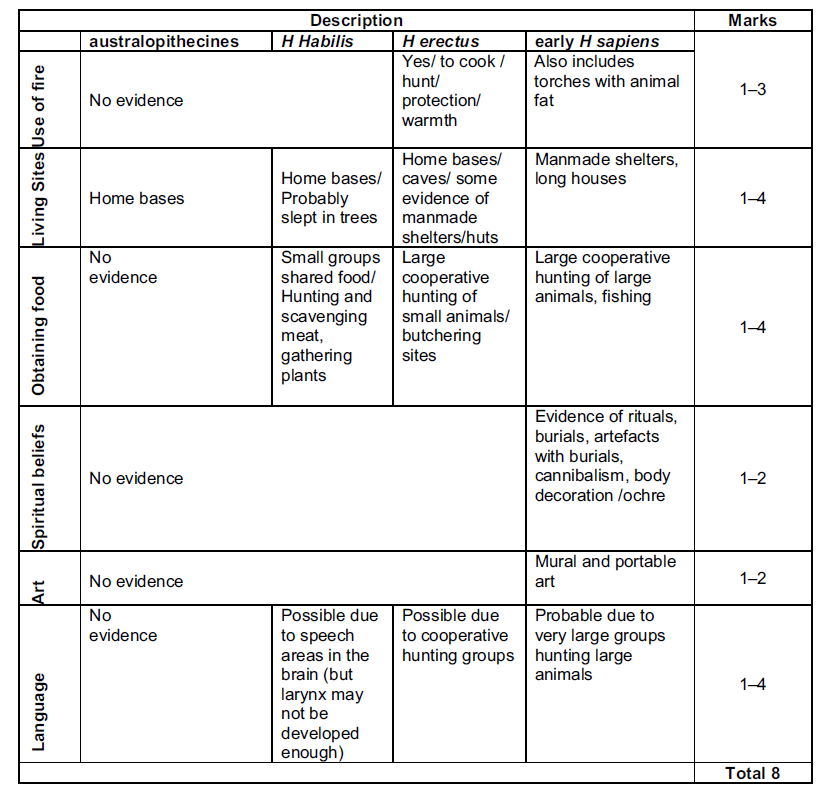 Description Marks
australopithecines H Habilis H erectus early H sapiens
Use of fire
No evidence
Yes/ to cook /
hunt/
protection/
warmth
Also includes
torches with animal
fat
1–3
Living Sites
Home bases
Home bases/
Probably
slept in trees
Home bases/
caves/ some
evidence of
manmade
shelters/huts
Manmade shelters,
long houses
1–4
Obtaining food
No
evidence
Small groups
shared food/
Hunting and
scavenging
meat,
gathering
plants
Large
cooperative
hunting of
small animals/
butchering
sites
Large cooperative
hunting of large
animals, fishing
1–4
Spiritual beliefs
No evidence
Evidence of rituals,
burials, artefacts
with burials,
cannibalism, body
decoration /ochre
1–2
Art
No evidence
Mural and portable
art
1–2
Language
No
evidence
Possible due
to speech
areas in the
brain (but
larynx may
not be
developed
enough)
Possible due
to cooperative
hunting groups
Probable due to
very large groups
hunting large
animals
1–4
Total 8